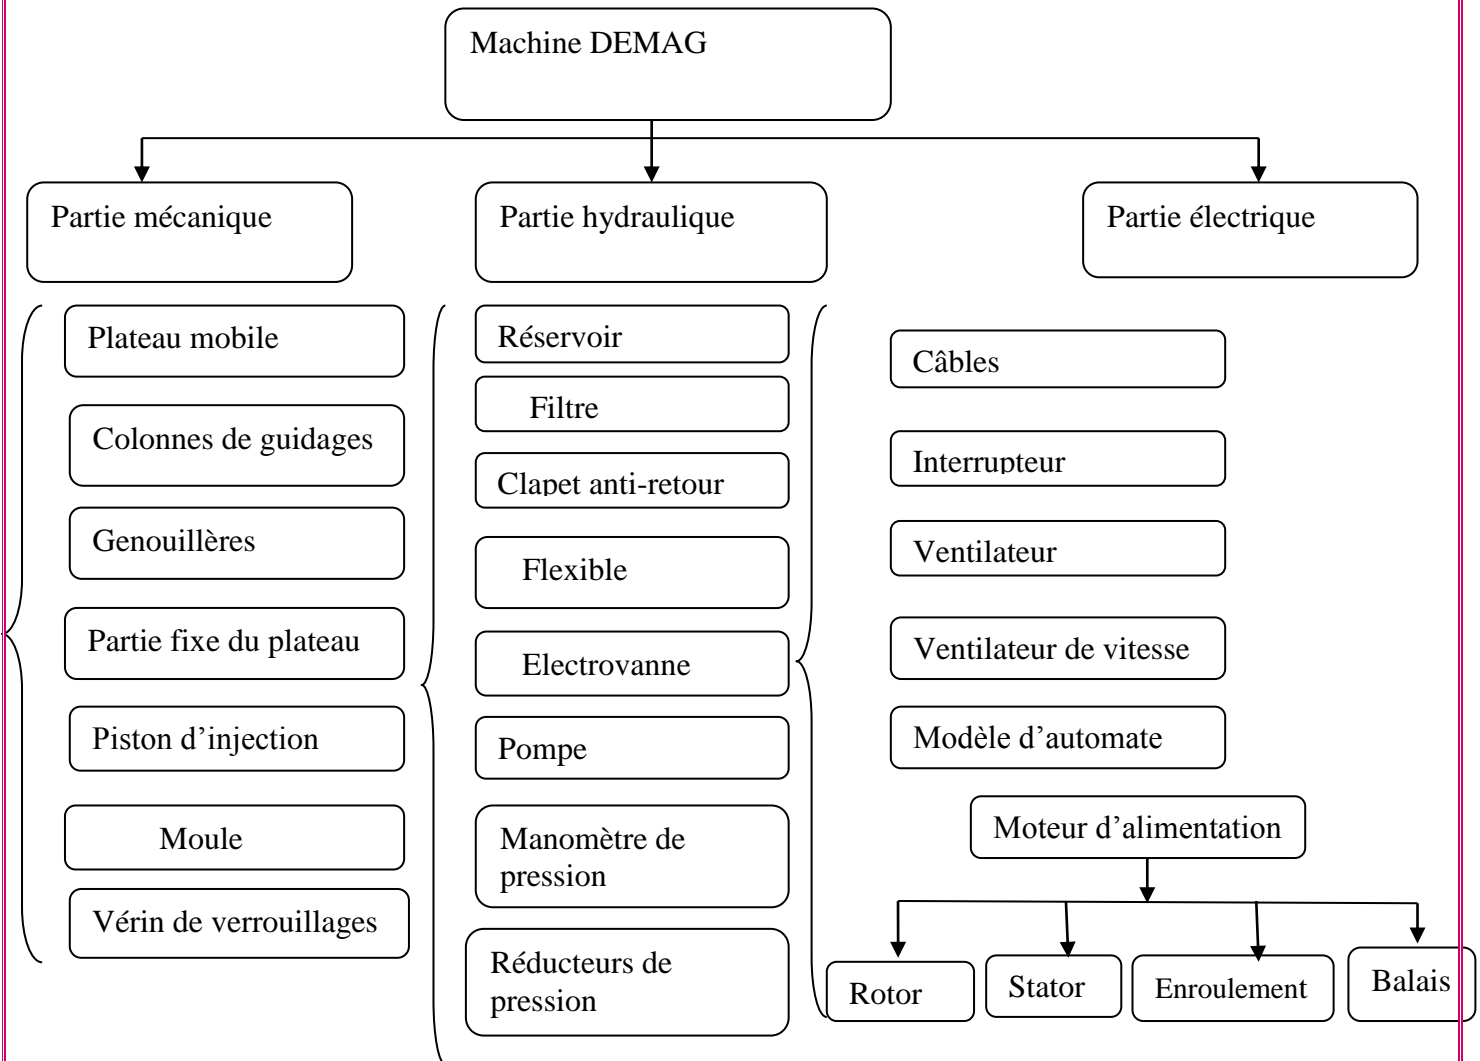 Machine DEMAG
Partie mécanique
Partie hydraulique
Partie électrique
Plateau mobile
Colonnes de guidages
Genouillères
Partie fixe du plateau
Piston d’injection
Moule
Vérin de verrouillages
Réservoir
Filtre
Clapet anti-retour
Flexible
Electrovanne
Pompe
Manomètre de
pression
Réducteurs de
pression
Câbles
Interrupteur
Ventilateur
Ventilateur de vitesse
Modèle d’automate
Moteur d’alimentation
Rotor
Stator
Enroulement
Balais